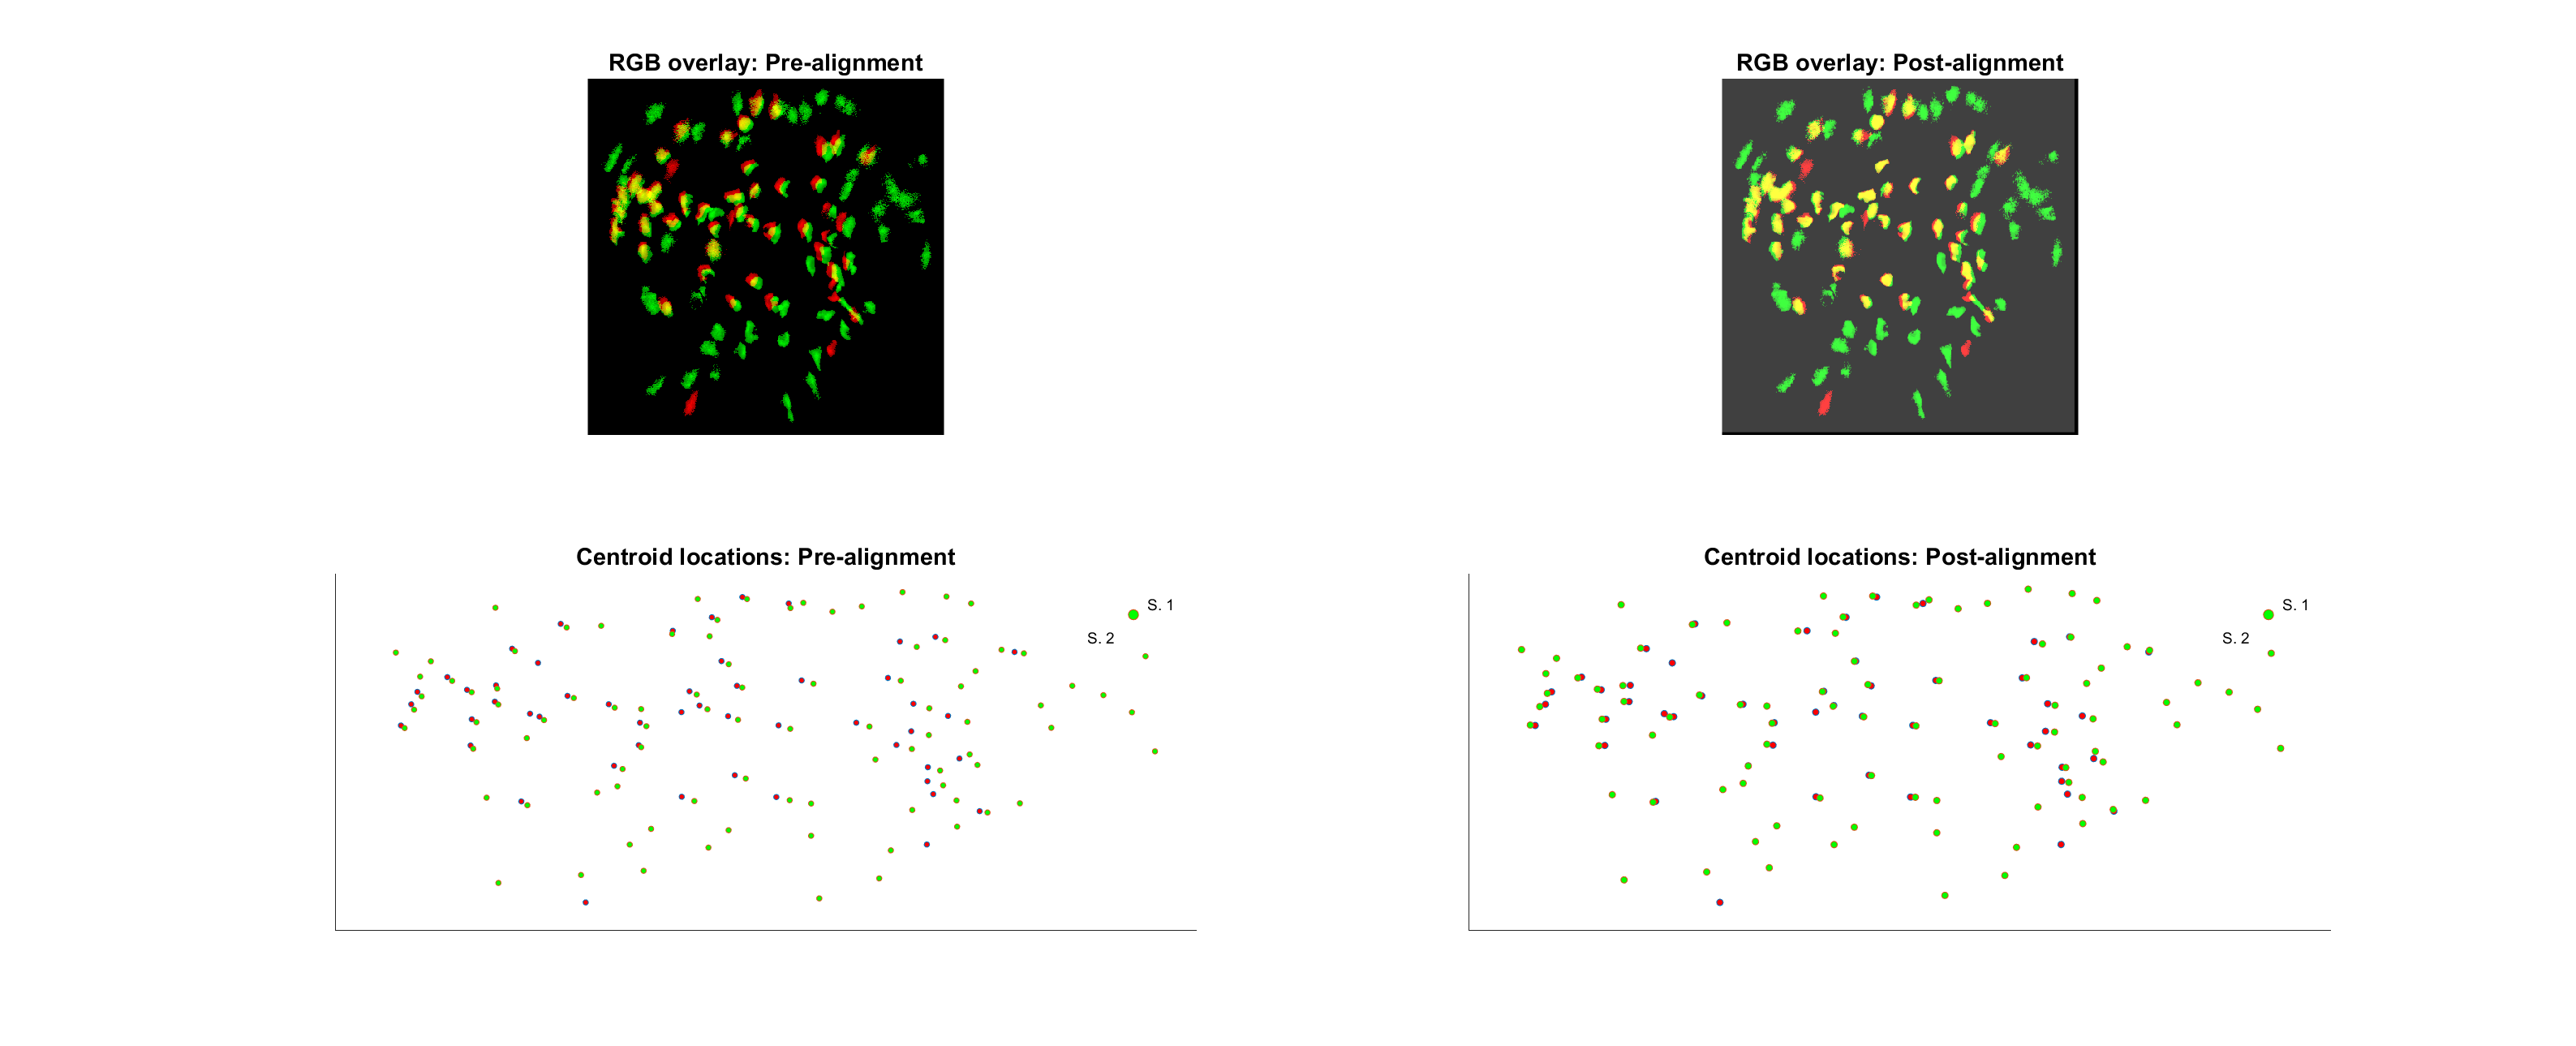 RGB overlay: Pre-alignment
RGB overlay: Post-alignment
Centroid locations: Pre-alignment
S. 1
S. 2
Centroid locations: Post-alignment
S. 1
S. 2